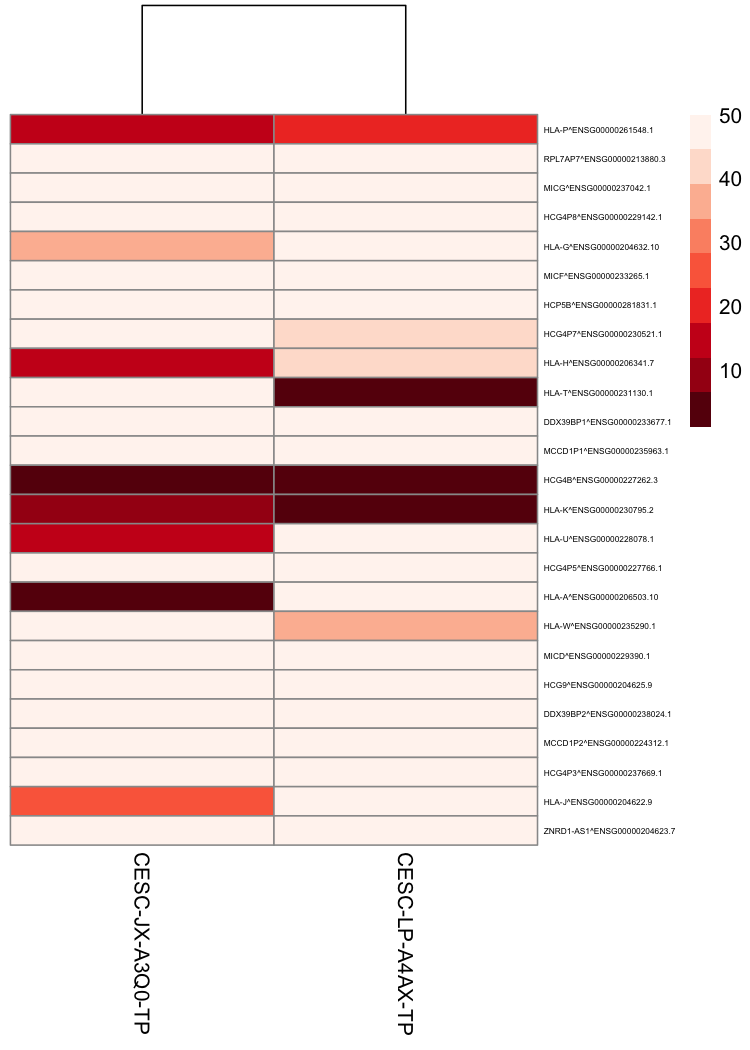 HLA-P^ENSG00000261548.1
RPL7AP7^ENSG00000213880.3
MICG^ENSG00000237042.1
HCG4P8^ENSG00000229142.1
HLA-G^ENSG00000204632.10
MICF^ENSG00000233265.1
HCP5B^ENSG00000281831.1
HCG4P7^ENSG00000230521.1
HLA-H^ENSG00000206341.7
HLA-T^ENSG00000231130.1
DDX39BP1^ENSG00000233677.1
MCCD1P1^ENSG00000235963.1
HCG4B^ENSG00000227262.3
HLA-K^ENSG00000230795.2
HLA-U^ENSG00000228078.1
HCG4P5^ENSG00000227766.1
HLA-A^ENSG00000206503.10
HLA-W^ENSG00000235290.1
MICD^ENSG00000229390.1
HCG9^ENSG00000204625.9
DDX39BP2^ENSG00000238024.1
MCCD1P2^ENSG00000224312.1
HCG4P3^ENSG00000237669.1
HLA-J^ENSG00000204622.9
ZNRD1-AS1^ENSG00000204623.7
50
40
30
20
10
CESC-JX-A3Q0-TP
CESC-LP-A4AX-TP